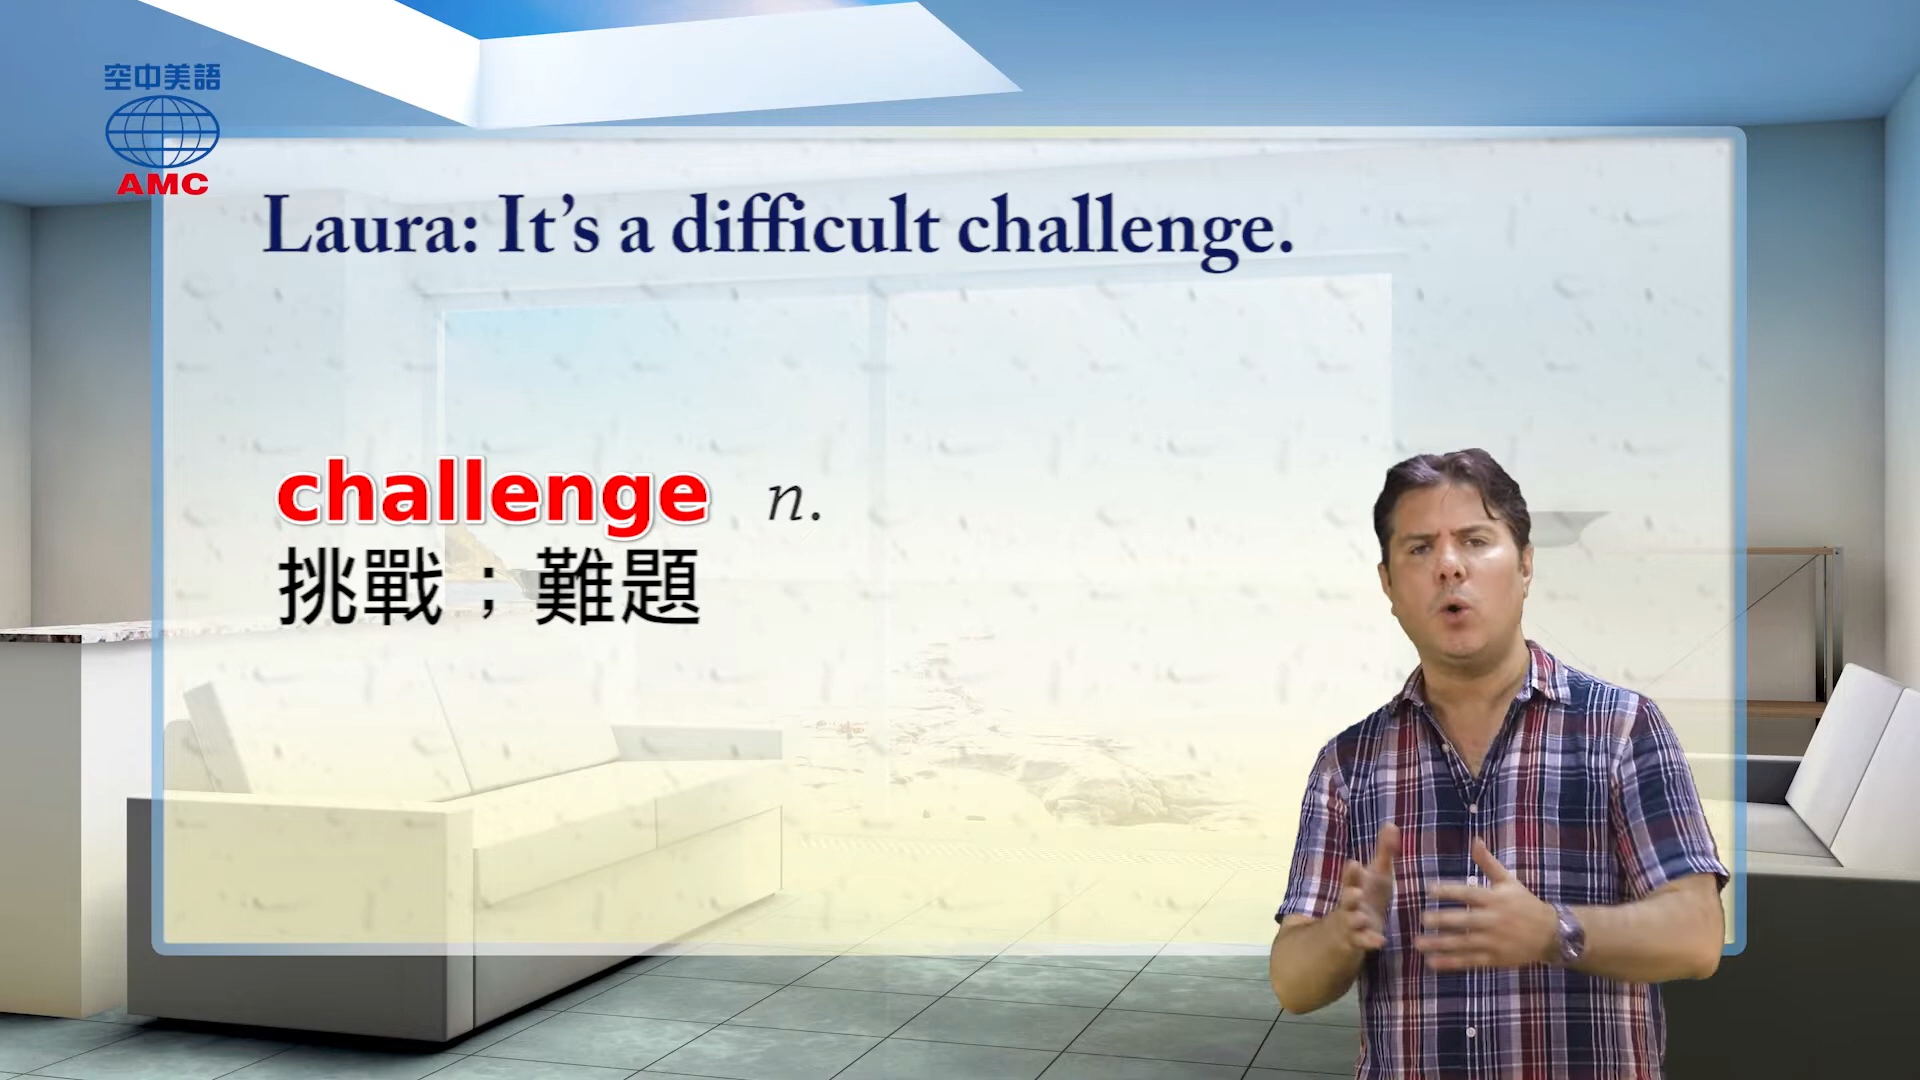 空中美語
AMC
Laura: It’s a difficult challenge.
challenge n.
挑戰；難題